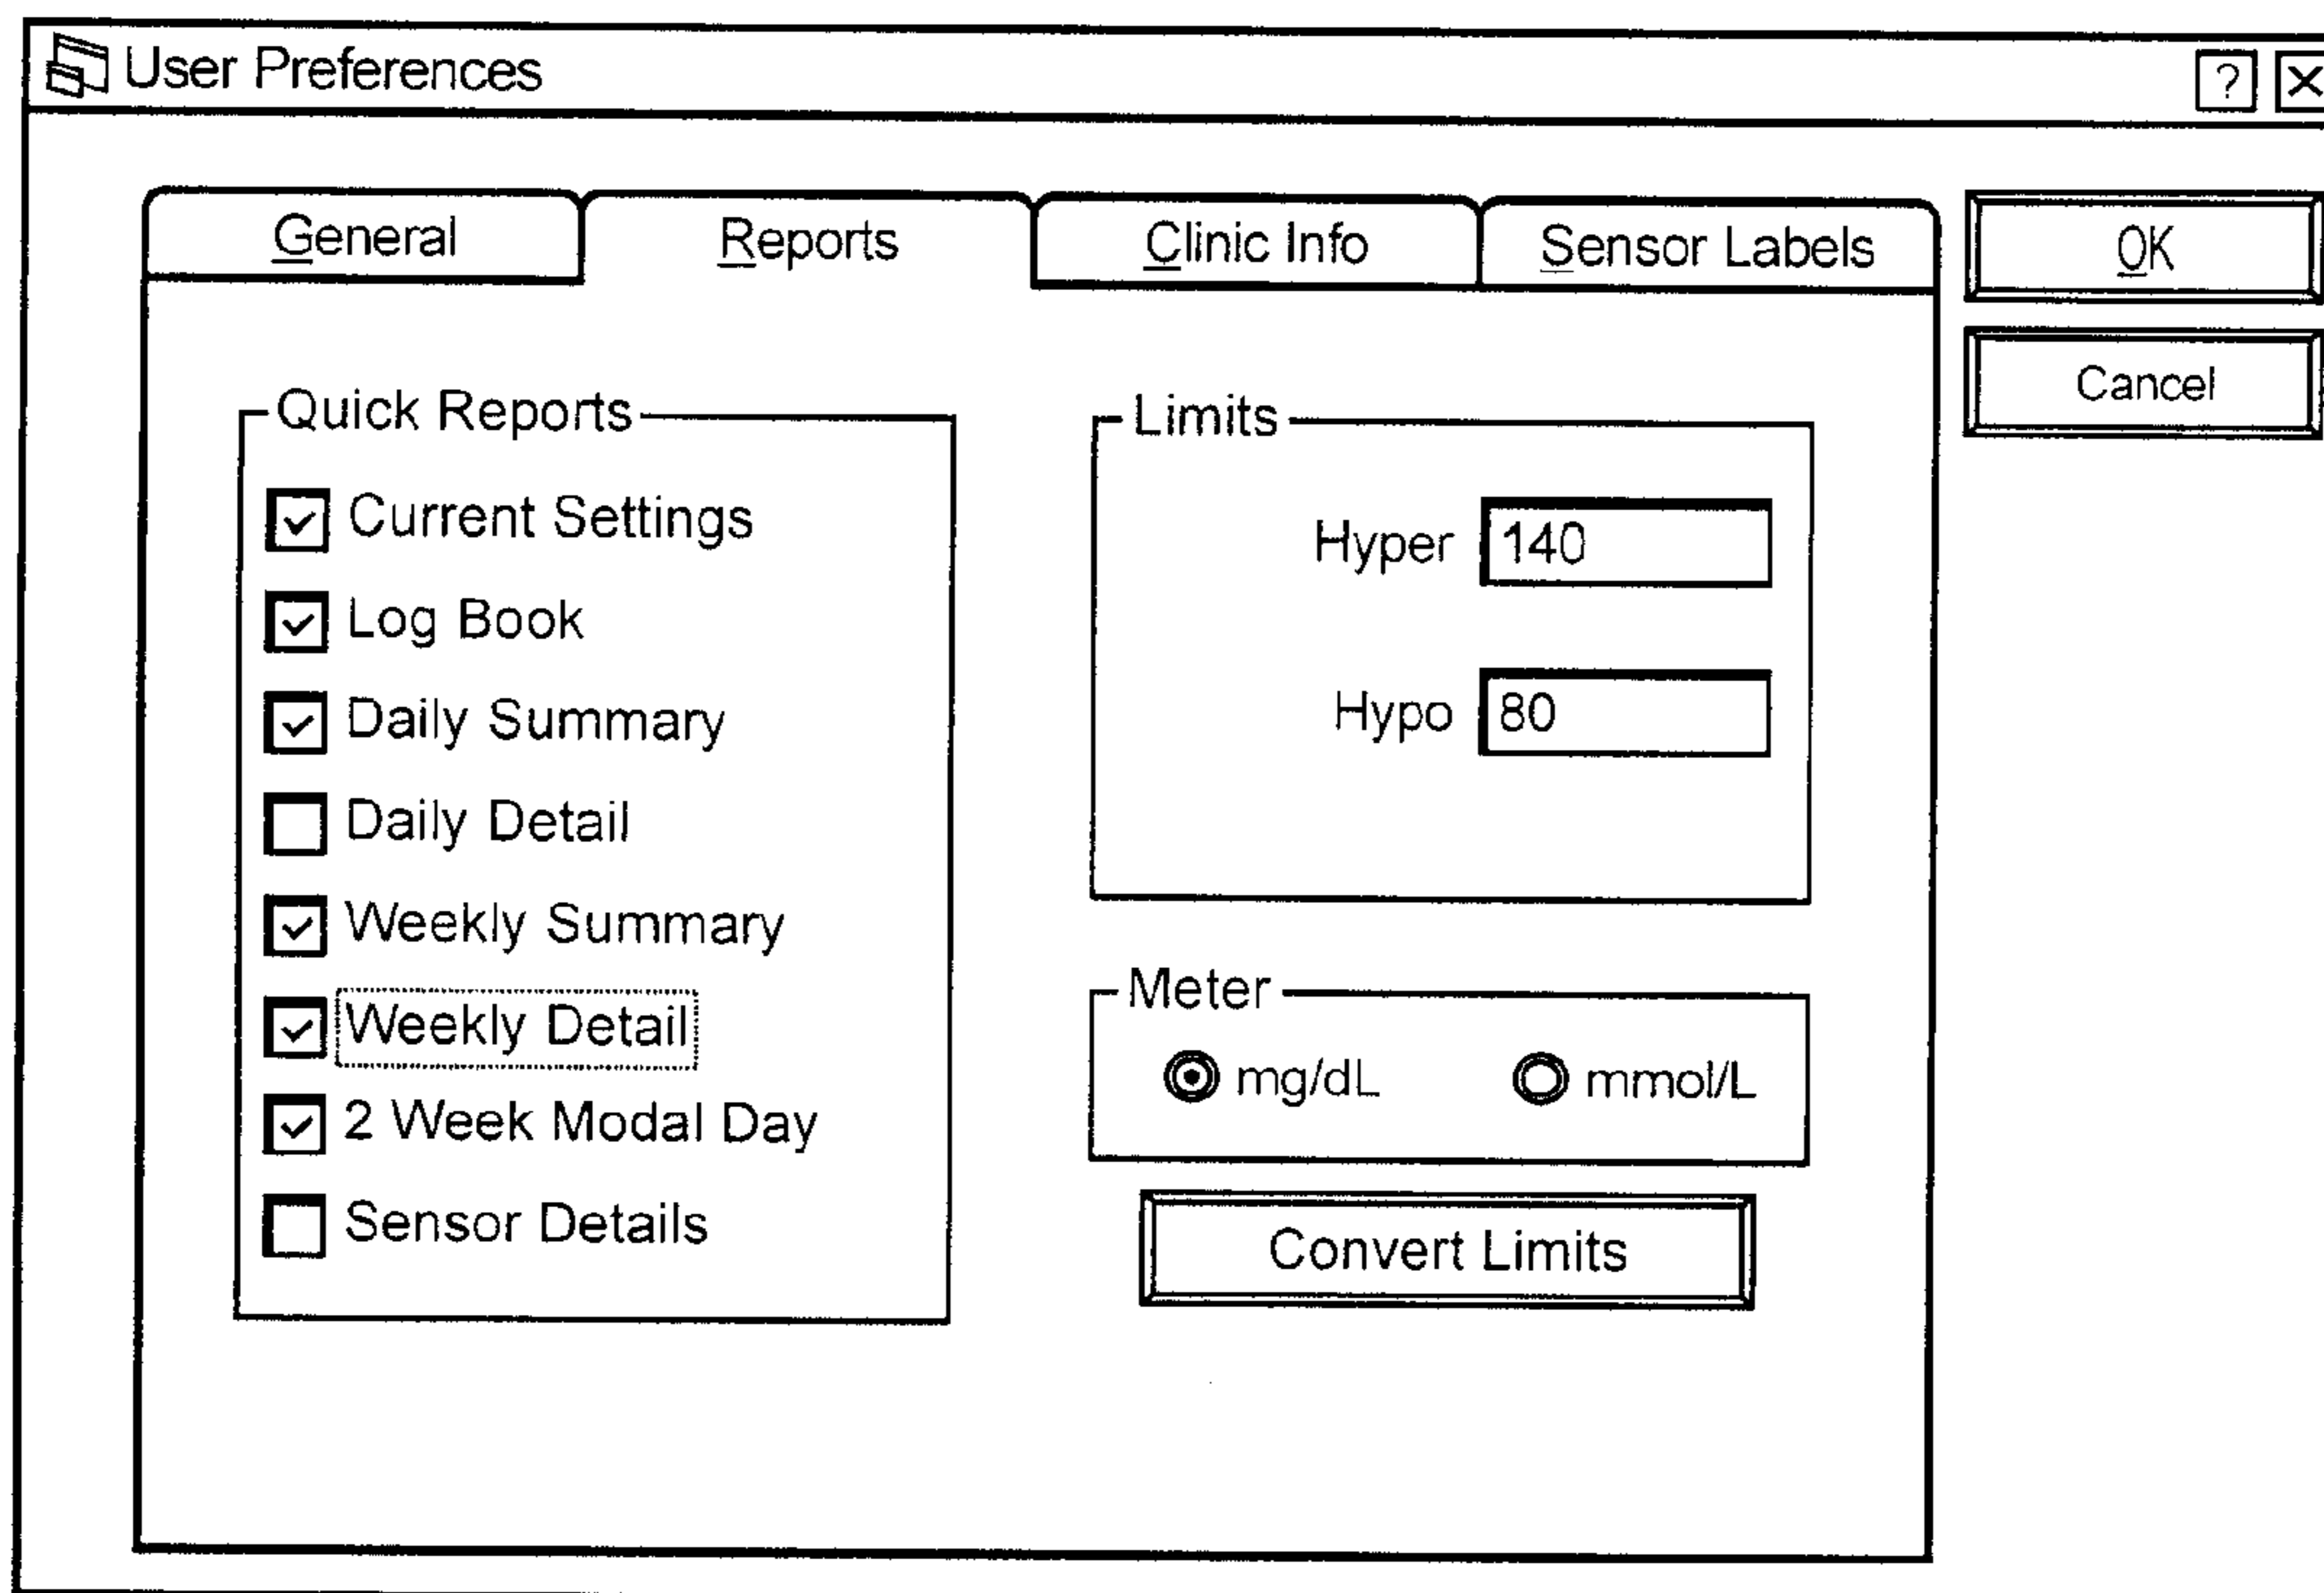 User Preferences
?
General
Reports
Clinic Info
Sensor Labels
OK
Cancel
Quick Reports
Current Settings
Log Book
Daily Summary
Daily Detail
Weekly Summary
Weekly Detail
2 Week Modal Day
Sensor Details
Limits
Hyper 140
Hypo 80
Meter
mg/dL mmol/L
Convert Limits